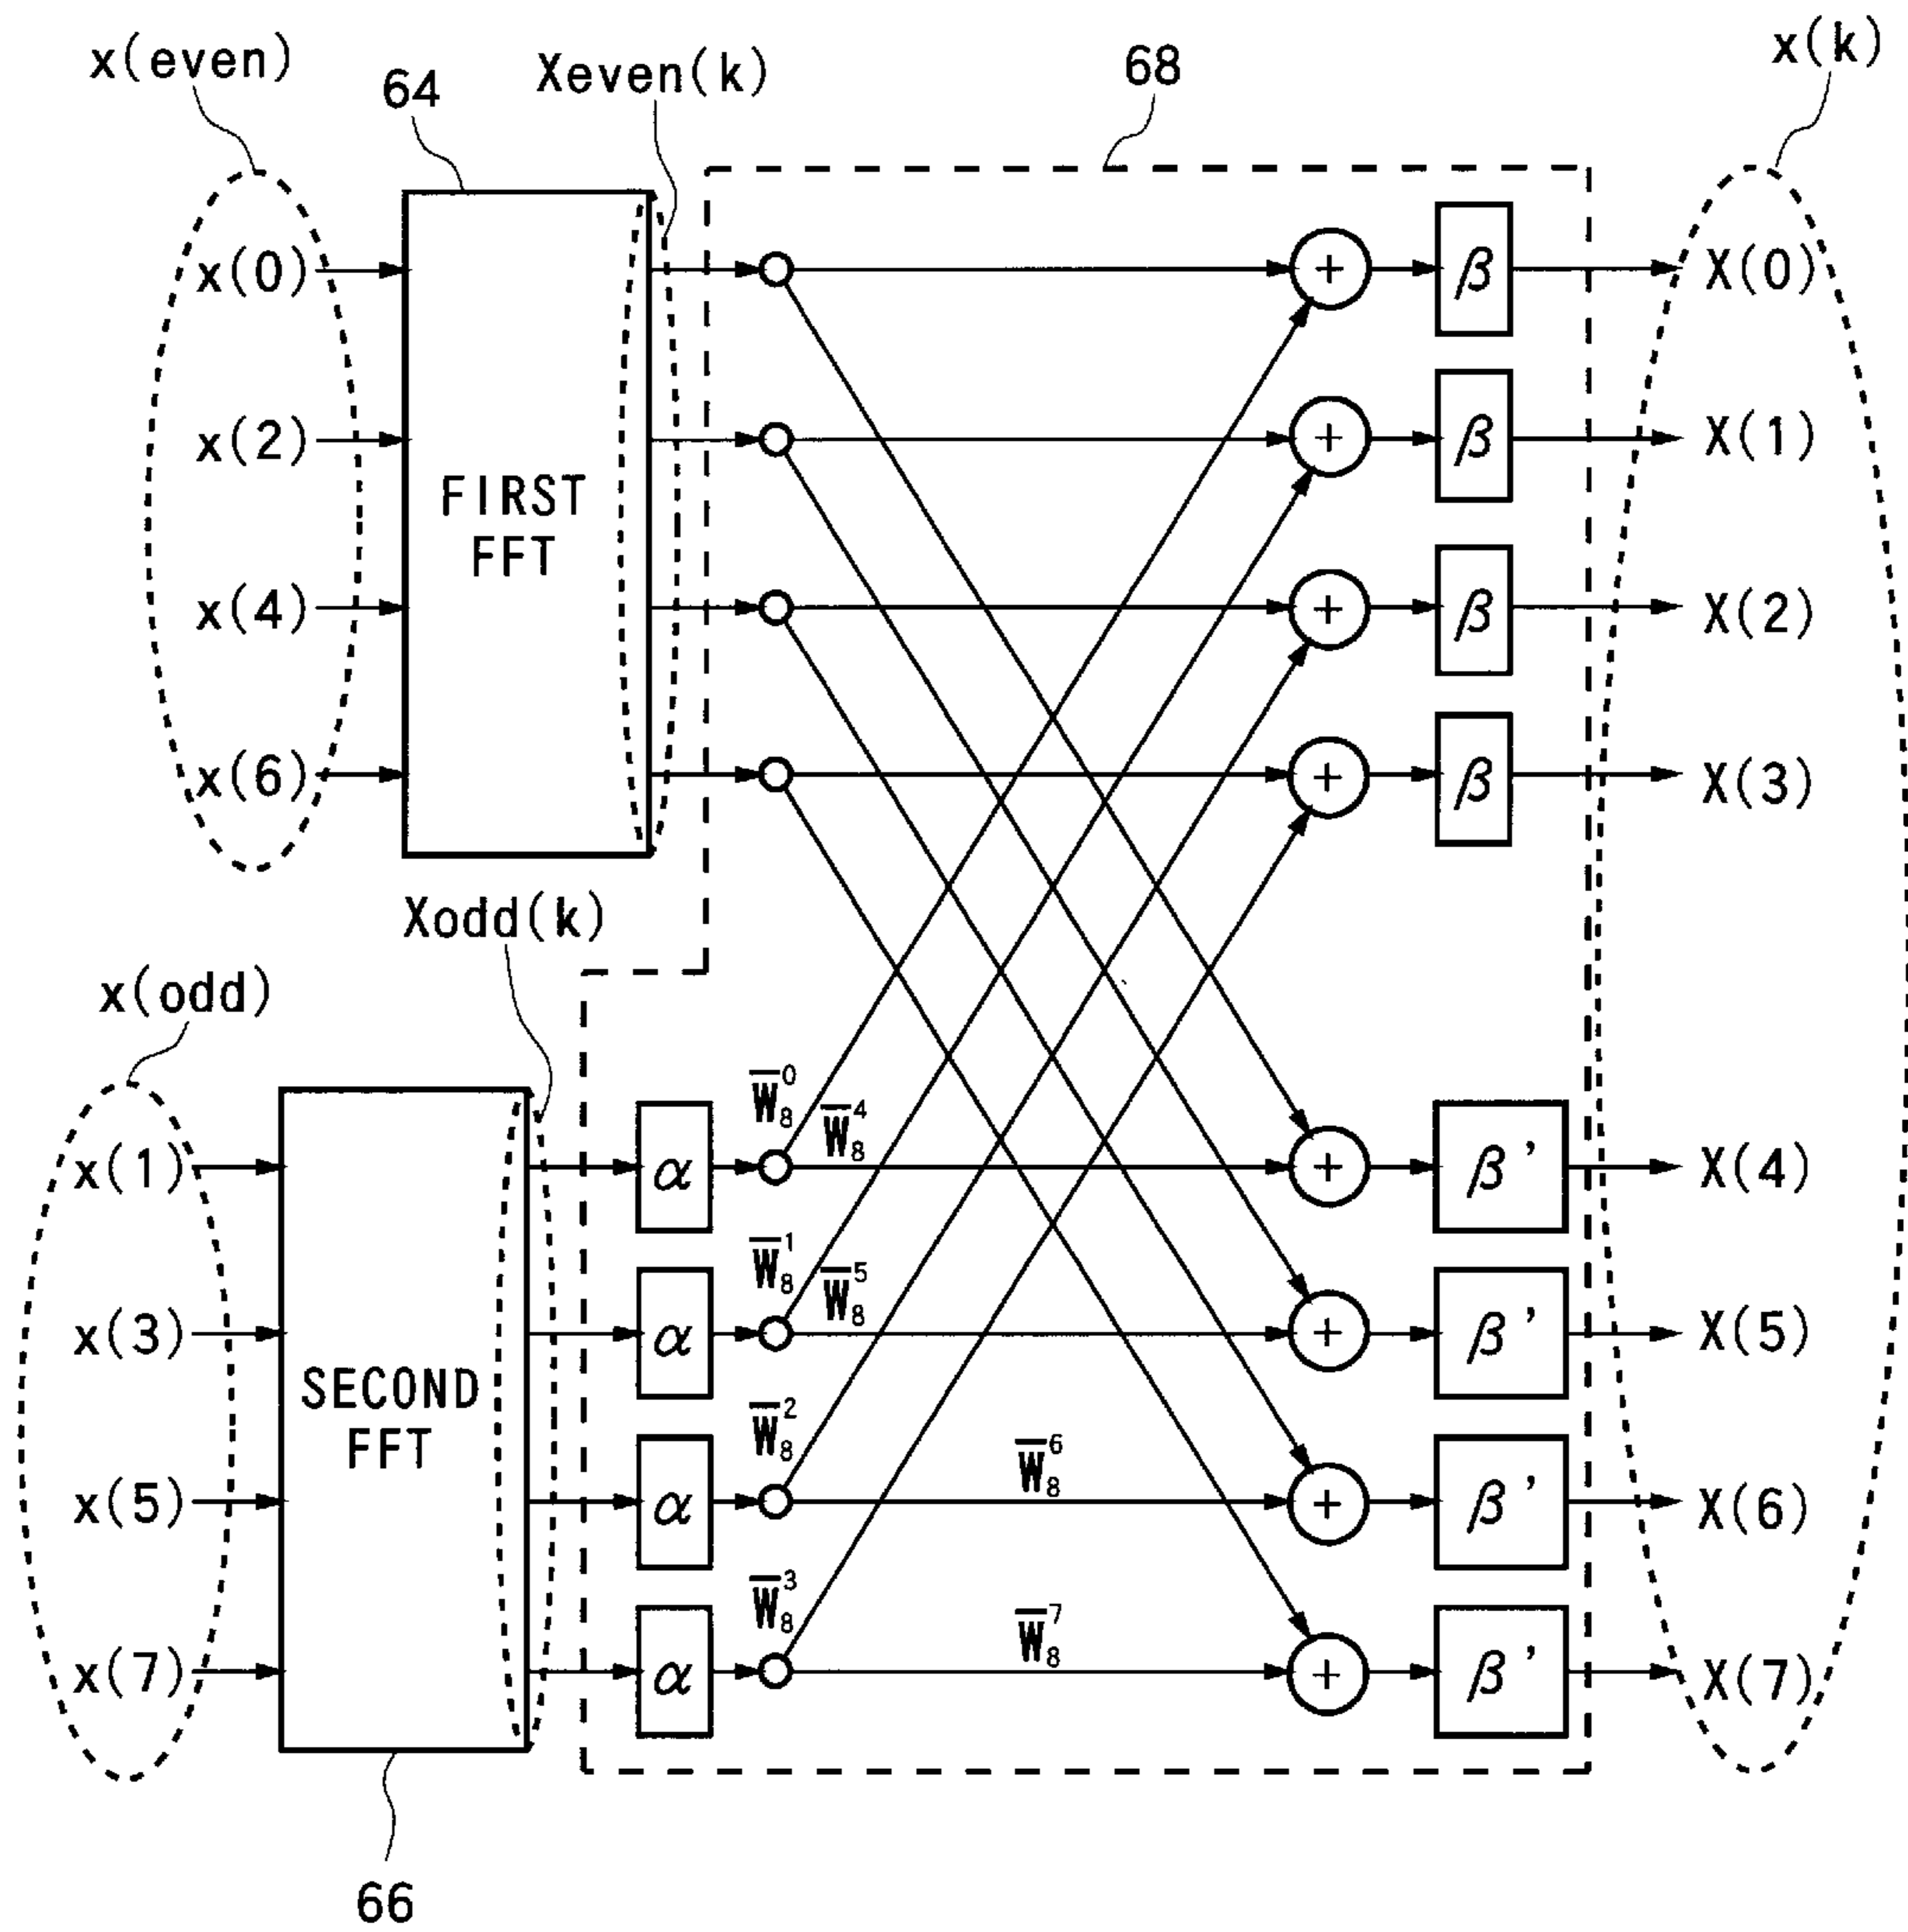 x(even)
64
Xeven(k)
68
x(k)
x(0)
+
β
X(0)
x(2)
+
β
X(1)
FIRST
FFT
x(4)
+
β
X(2)
x(6)
+
β
X(3)
Xodd(k)
x(odd)
W̅₈⁰
W̅₈⁴
x(1)
α
+
β'
X(4)
W̅₈¹
W̅₈⁵
x(3)
α
+
β'
X(5)
SECOND
FFT
W̅₈²
W̅₈⁶
x(5)
α
+
β'
X(6)
W̅₈³
W̅₈⁷
x(7)
α
+
β'
X(7)
66